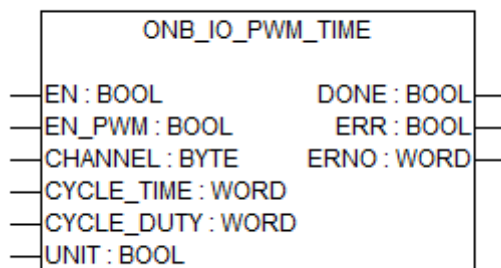 ONB_IO_PWM_TIME
EN : BOOL DONE : BOOL
EN_PWM : BOOL ERR : BOOL
CHANNEL : BYTE ERNO : WORD
CYCLE_TIME : WORD
CYCLE_DUTY : WORD
UNIT : BOOL